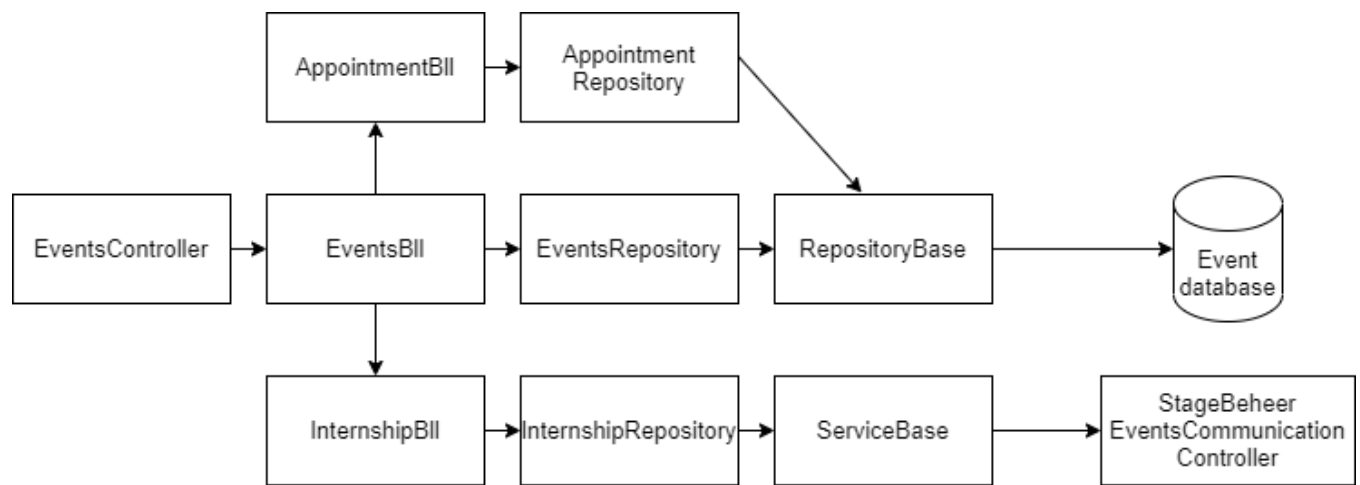 AppointmentBll
Appointment
Repository
EventsController
EventsBll
EventsRepository
RepositoryBase
Event
database
InternshipBll
InternshipRepository
ServiceBase
StageBeheer
EventsCommunication
Controller